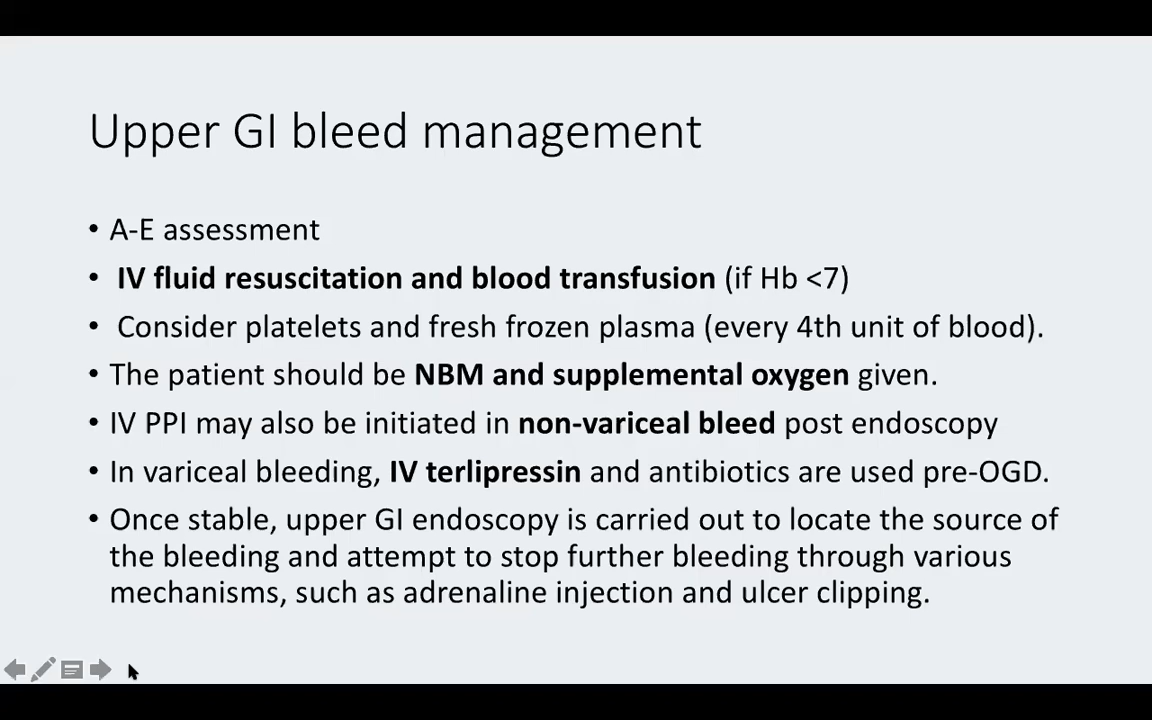 Upper GI bleed management
• A-E assessment
• IV fluid resuscitation and blood transfusion (if Hb <7)
• Consider platelets and fresh frozen plasma (every 4th unit of blood).
• The patient should be NBM and supplemental oxygen given.
• IV PPI may also be initiated in non-variceal bleed post endoscopy
• In variceal bleeding, IV terlipressin and antibiotics are used pre-OGD.
• Once stable, upper GI endoscopy is carried out to locate the source of
the bleeding and attempt to stop further bleeding through various
mechanisms, such as adrenaline injection and ulcer clipping.